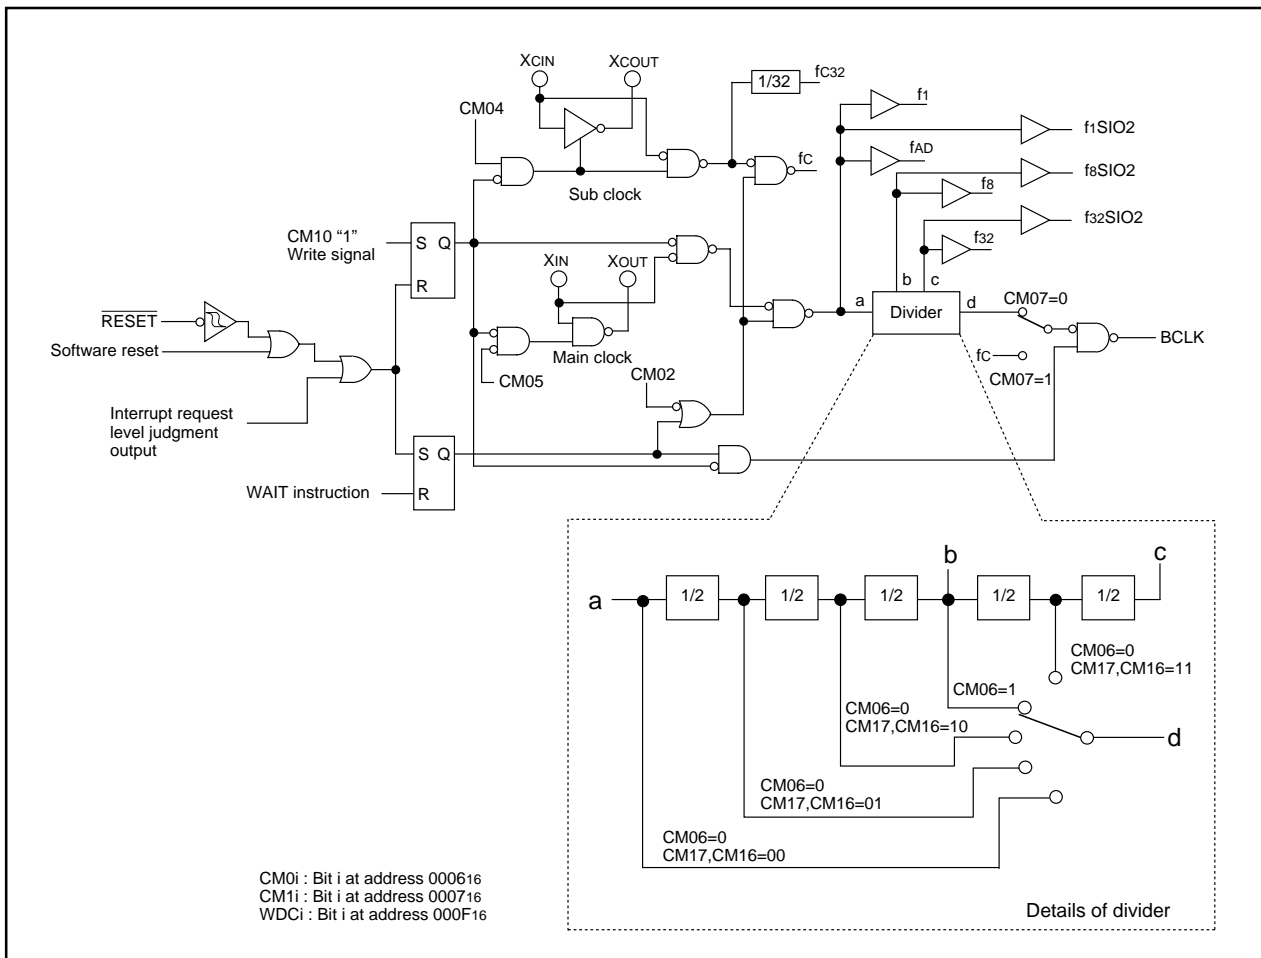 XCIN
XCOUT
1/32
fC32
CM04
f1
f1SIO2
fAD
fC
Sub clock
f8SIO2
f8
f32SIO2
f32
CM10 “1”
Write signal
S Q
R
XIN
XOUT
a
b
c
d
Divider
CM07=0
RESET
Software reset
Main clock
BCLK
fC
CM07=1
CM05
CM02
Interrupt request
level judgment
output
S Q
R
WAIT instruction
a
1/2
1/2
1/2
b
1/2
1/2
c
CM06=0
CM17,CM16=11
CM06=1
CM06=0
CM17,CM16=10
d
CM06=0
CM17,CM16=01
CM06=0
CM17,CM16=00
CM0i : Bit i at address 000616
CM1i : Bit i at address 000716
WDCi : Bit i at address 000F16
Details of divider